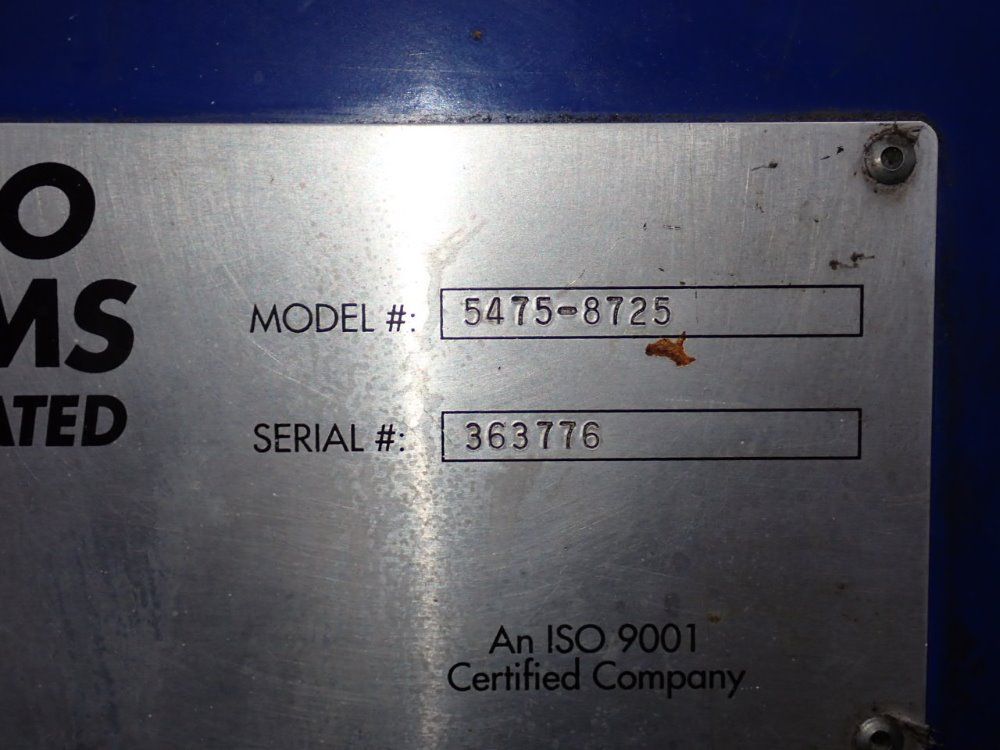 O
MS
ATED
MODEL #: 5475-8725
SERIAL #: 363776
An ISO 9001
Certified Company